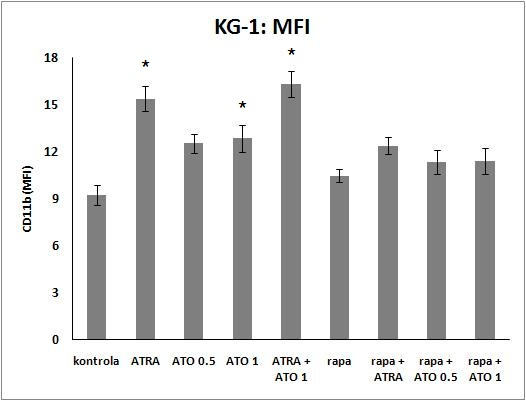 KG-1: MFI
18
15
12
9
6
3
0
CD11b (MFI)
* * *
kontrola ATRA ATO 0.5 ATO 1 ATRA + rapa rapa + rapa + rapa +
ATO 1 ATRA ATO 0.5 ATO 1